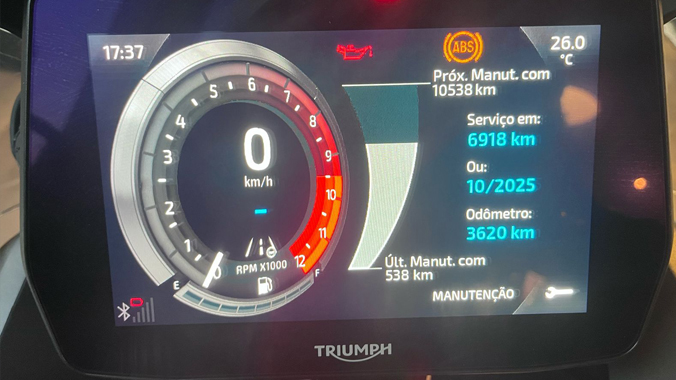 17:37
ABS
26.0
°C
Próx. Manut. com
10538 km
Serviço em:
6918 km
Ou:
10/2025
Odômetro:
3620 km
Últ. Manut. com
538 km
MANUTENÇÃO
0
km/h
-
0
1
2
3
4
5
6
7
8
9
10
11
12
RPM X1000
E
F
TRIUMPH